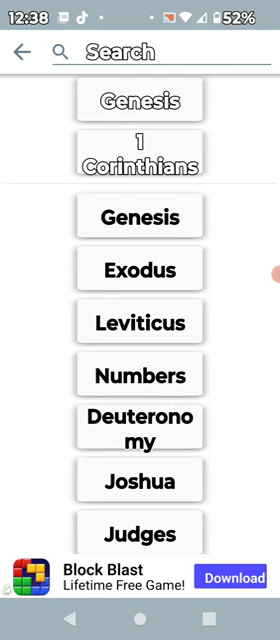 12:38
52%
Search
Genesis
1
Corinthians
Genesis
Exodus
Leviticus
Numbers
Deuterono
my
Joshua
Judges
Block Blast
Lifetime Free Game!
Download